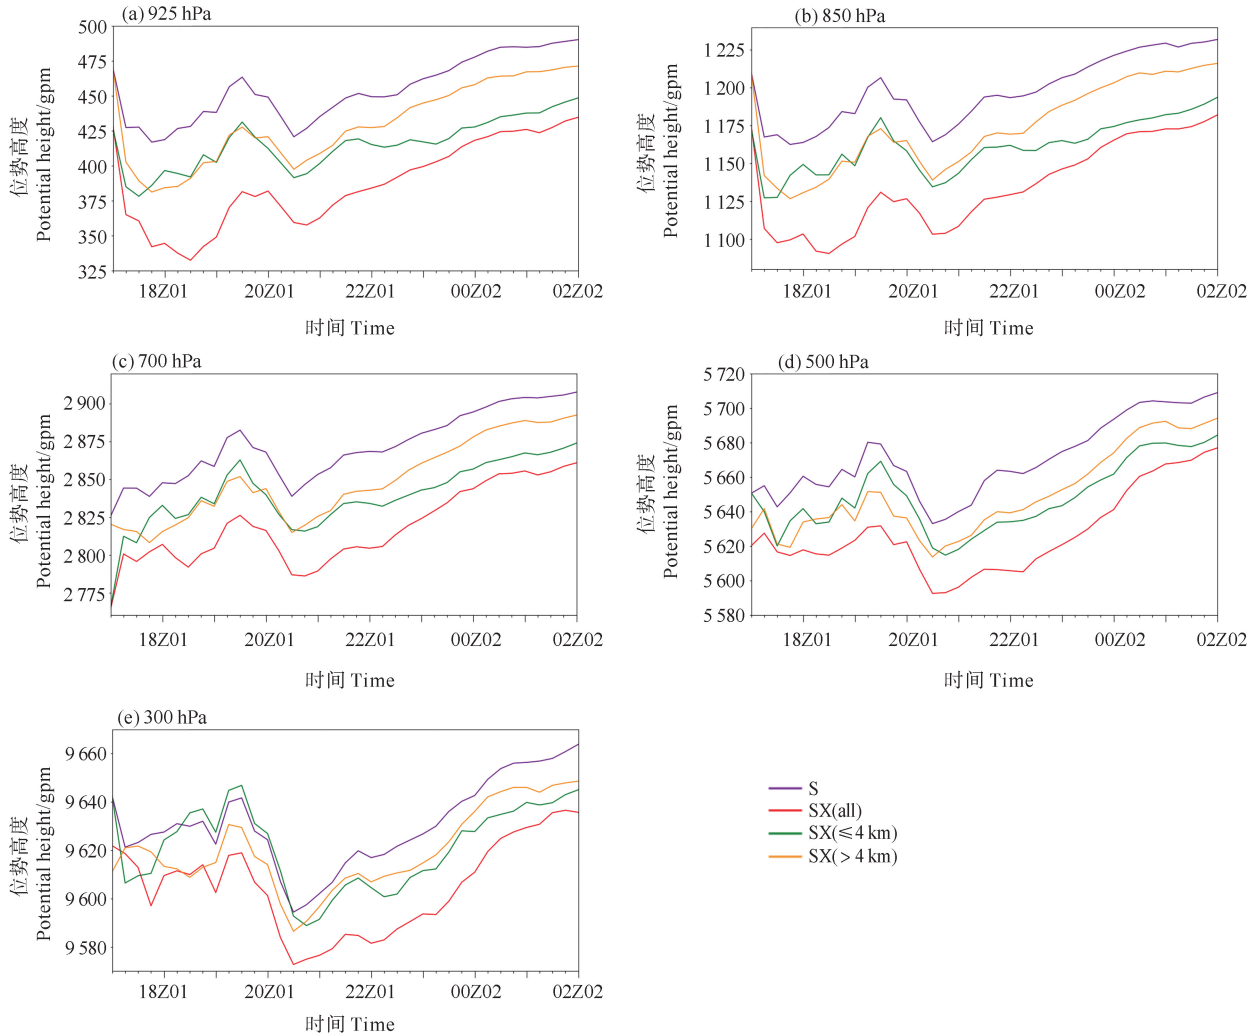 (a) 925 hPa
500
475
450
425
400
375
350
325
位势高度
Potential height/gpm
18Z01 20Z01 22Z01 00Z02 02Z02
时间 Time
(b) 850 hPa
1 225
1 200
1 175
1 150
1 125
1 100
位势高度
Potential height/gpm
18Z01 20Z01 22Z01 00Z02 02Z02
时间 Time
(c) 700 hPa
2 900
2 875
2 850
2 825
2 800
2 775
位势高度
Potential height/gpm
18Z01 20Z01 22Z01 00Z02 02Z02
时间 Time
(d) 500 hPa
5 720
5 700
5 680
5 660
5 640
5 620
5 600
5 580
位势高度
Potential height/gpm
18Z01 20Z01 22Z01 00Z02 02Z02
时间 Time
(e) 300 hPa
9 660
9 640
9 620
9 600
9 580
位势高度
Potential height/gpm
18Z01 20Z01 22Z01 00Z02 02Z02
时间 Time
S
SX(all)
SX(≤4 km)
SX(>4 km)